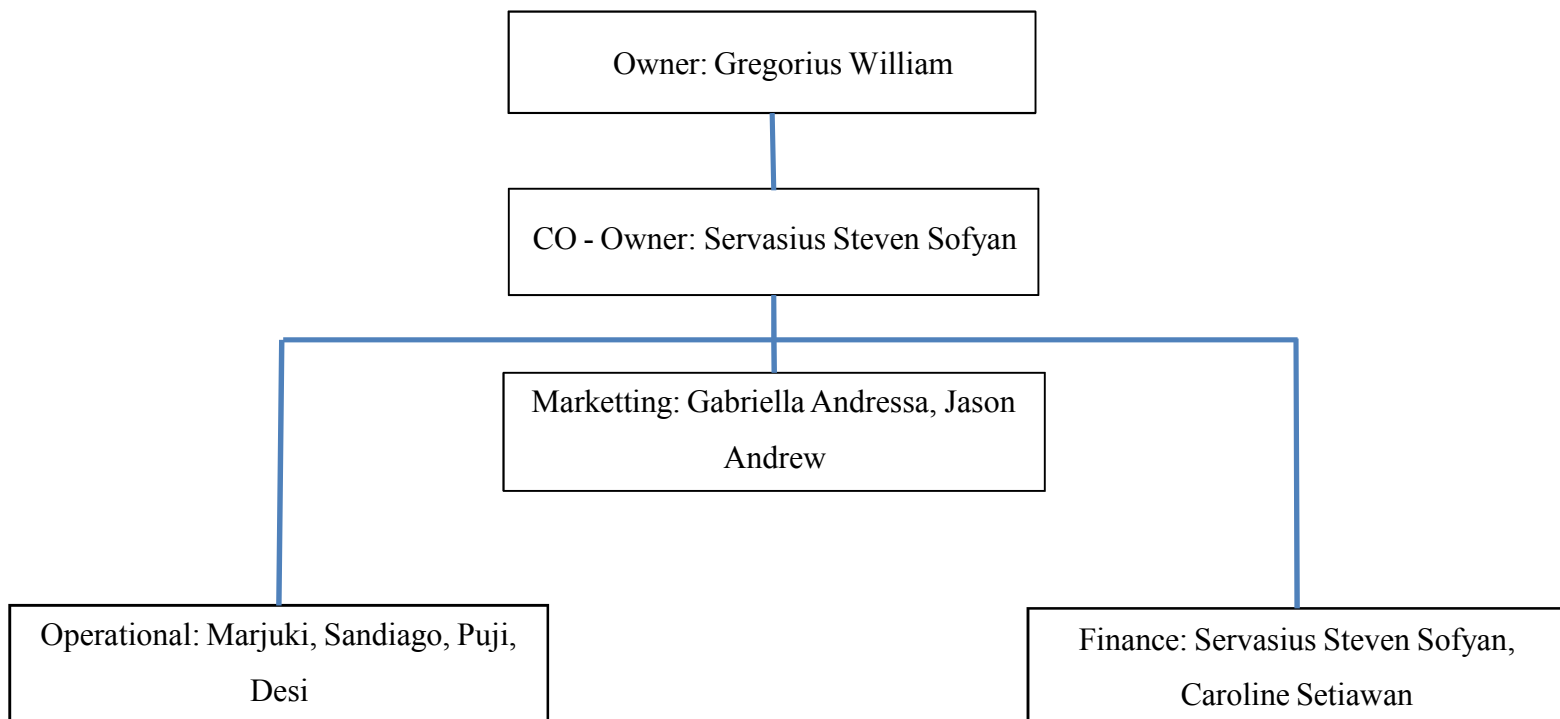 Owner: Gregorius William
CO - Owner: Servasius Steven Sofyan
Marketting: Gabriella Andressa, Jason
Andrew
Operational: Marjuki, Sandiago, Puji,
Desi
Finance: Servasius Steven Sofyan,
Caroline Setiawan